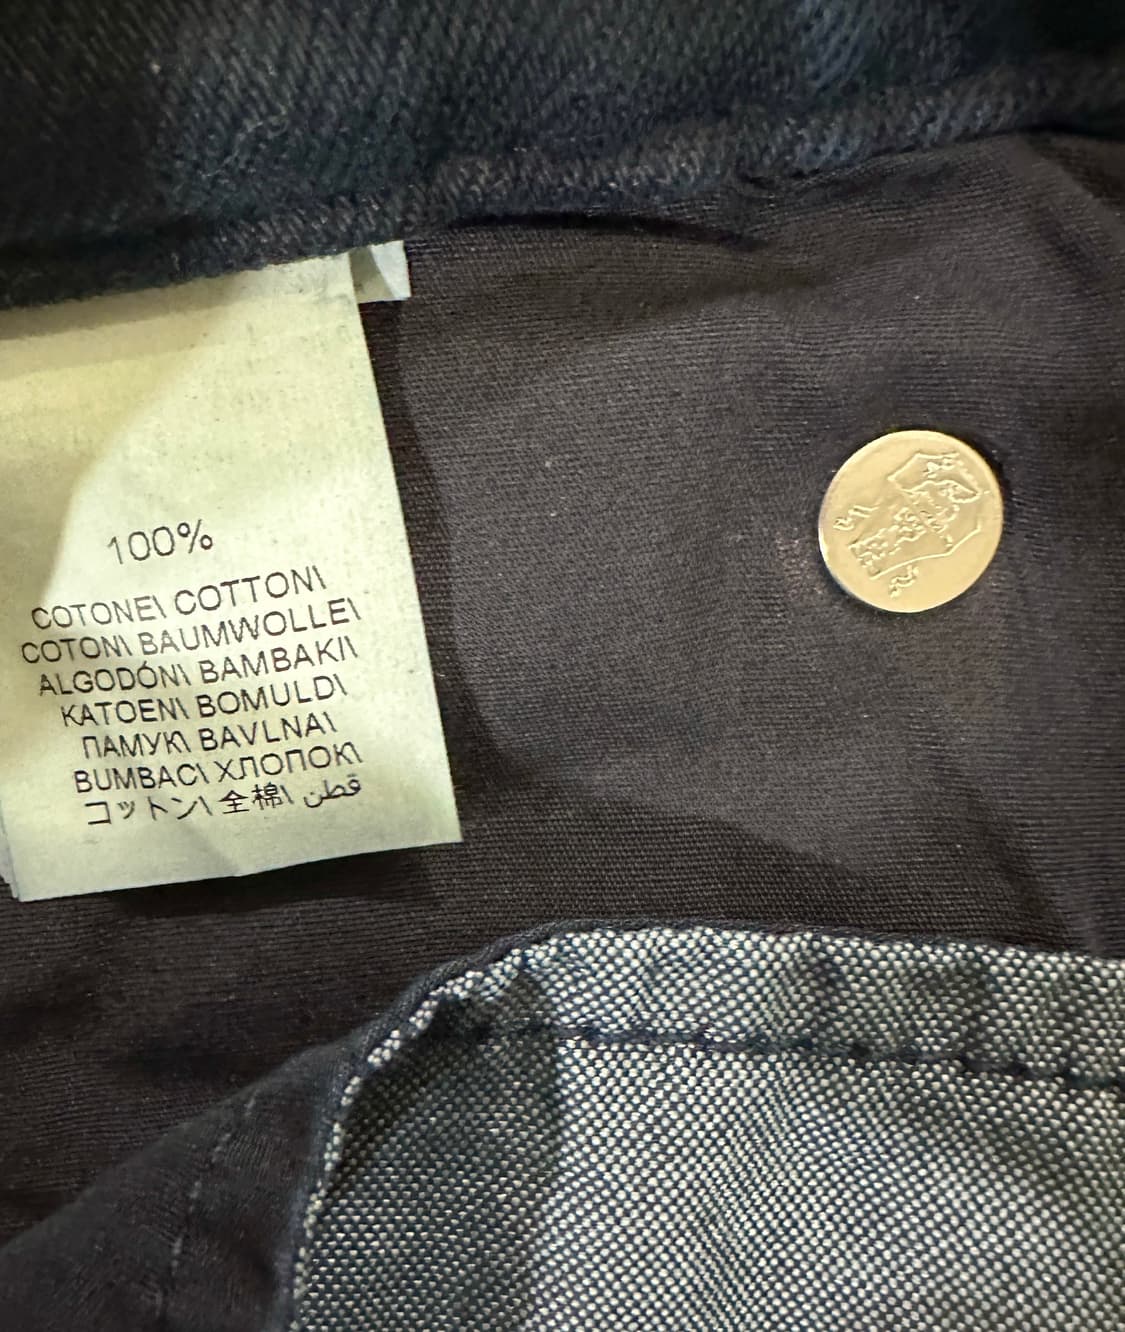 100%
COTONE\ COTTON\
COTON\ BAUMWOLLE\
ALGODÓN\ BAMBAKI\
KATOEN\ BOMULD\
ПАМУК\ BAVLNA\
BUMBAC\ ХЛОПОК\
コットン\ 全棉\ قطن